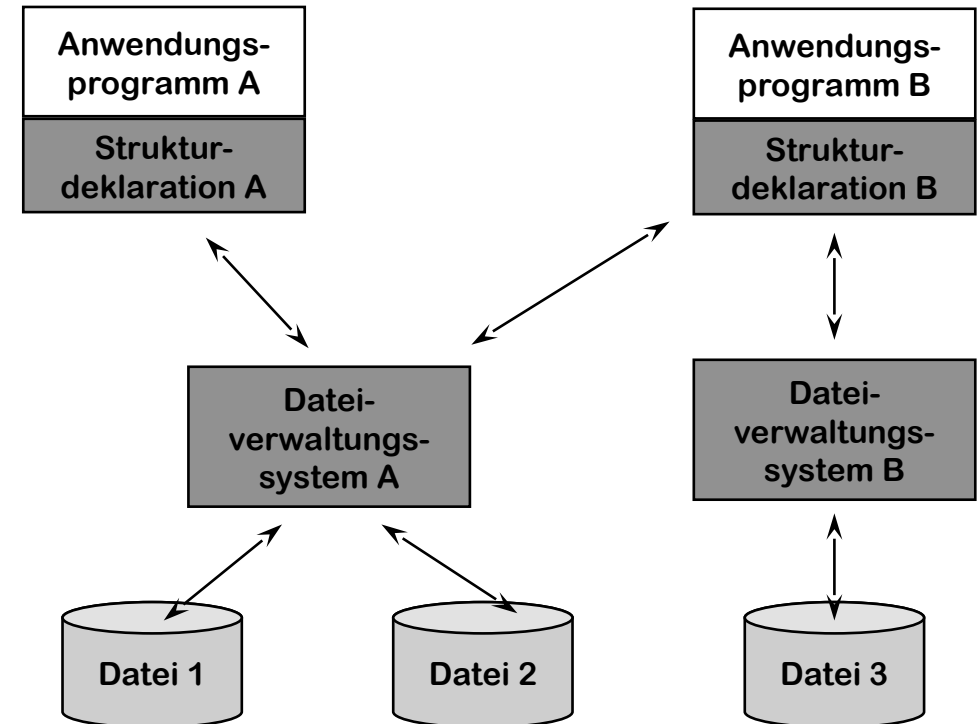 Anwendungs-
programm A
Struktur-
deklaration A
Anwendungs-
programm B
Struktur-
deklaration B
Datei-
verwaltungs-
system A
Datei-
verwaltungs-
system B
Datei 1
Datei 2
Datei 3